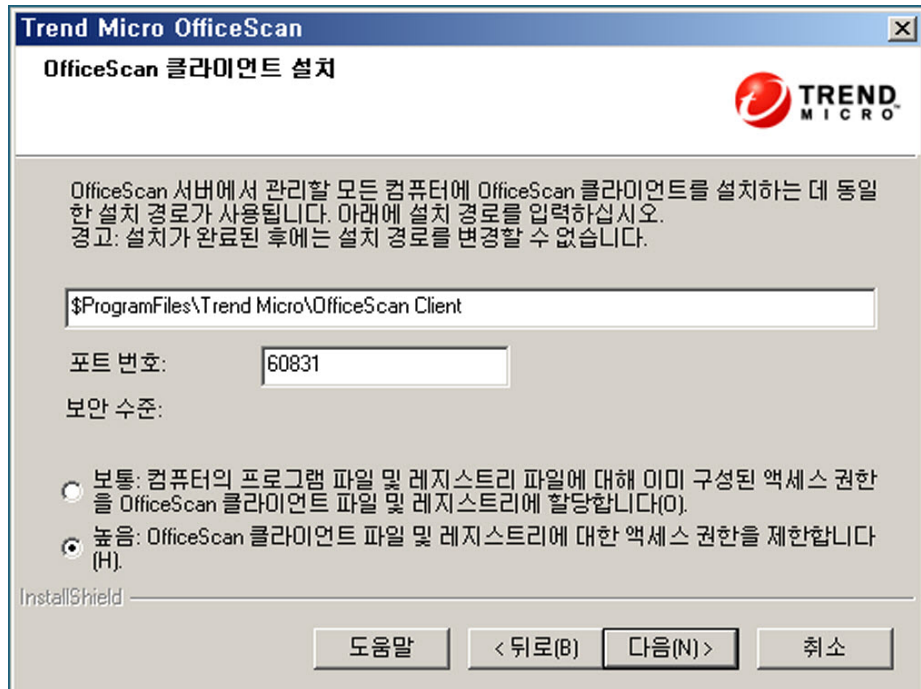 Trend Micro OfficeScan
OfficeScan 클라이언트 설치
TREND
MICRO™
OfficeScan 서버에서 관리할 모든 컴퓨터에 OfficeScan 클라이언트를 설치하는 데 동일
한 설치 경로가 사용됩니다. 아래에 설치 경로를 입력하십시오.
경고: 설치가 완료된 후에는 설치 경로를 변경할 수 없습니다.
$ProgramFiles\Trend Micro\OfficeScan Client
포트 번호:
60831
보안 수준:
보통: 컴퓨터의 프로그램 파일 및 레지스트리 파일에 대해 이미 구성된 액세스 권한
을 OfficeScan 클라이언트 파일 및 레지스트리에 할당합니다(O).
높음: OfficeScan 클라이언트 파일 및 레지스트리에 대한 액세스 권한을 제한합니다
(H).
InstallShield
도움말
< 뒤로(B)
다음(N) >
취소